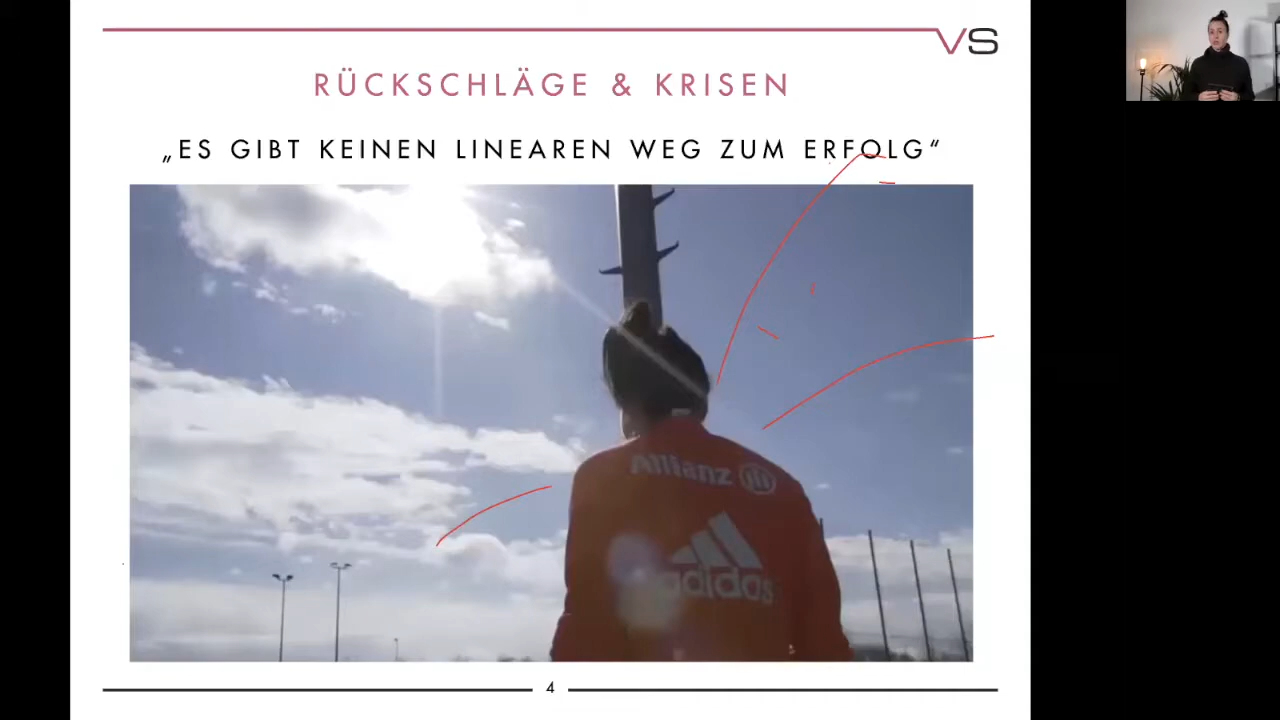 VS
RÜCKSCHLÄGE & KRISEN
„ES GIBT KEINEN LINEAREN WEG ZUM ERFOLG“
Allianz
adidas
4